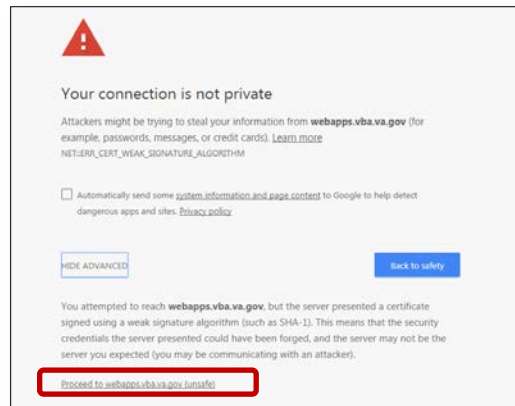 Your connection is not private
Attackers might be trying to steal your information from webapps.vba.va.gov (for
example, passwords, messages, or credit cards). Learn more
NET::ERR_CERT_WEAK_SIGNATURE_ALGORITHM
Automatically send some system information and page content to Google to help detect
dangerous apps and sites. Privacy policy
HIDE ADVANCED
Back to safety
You attempted to reach webapps.vba.va.gov, but the server presented a certificate
signed using a weak signature algorithm (such as SHA-1). This means that the security
credentials the server presented could have been forged, and the server may not be the
server you expected (you may be communicating with an attacker).
Proceed to webapps.vba.va.gov (unsafe)